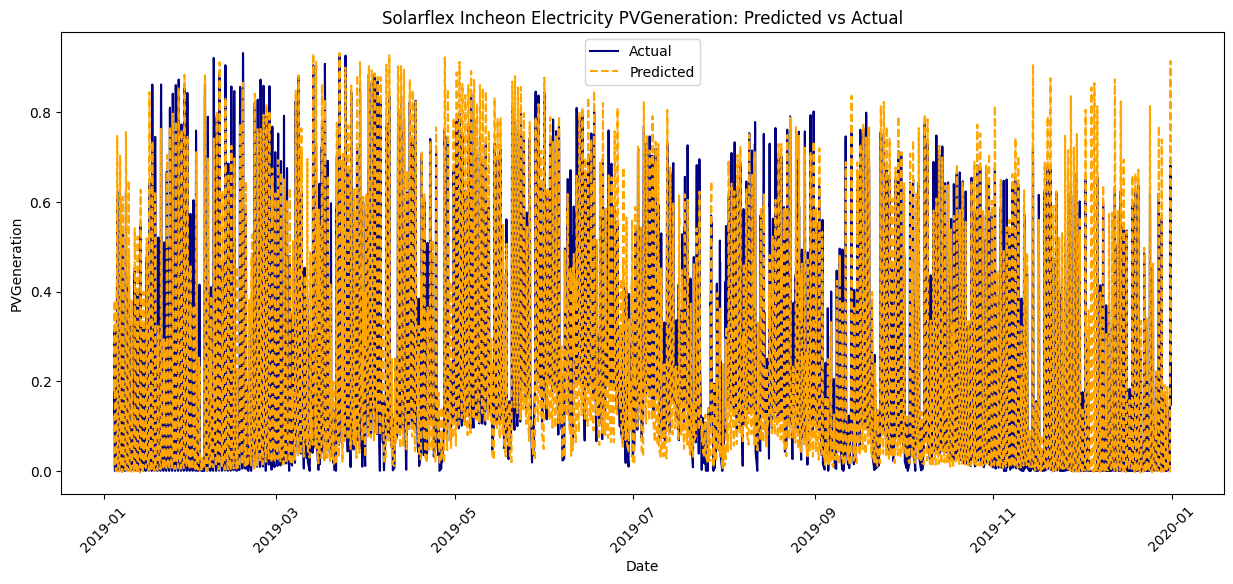 Solarflex Incheon Electricity PVGeneration: Predicted vs Actual
Actual
Predicted
PVGeneration
0.8
0.6
0.4
0.2
0.0
2019-01
2019-03
2019-05
2019-07
2019-09
2019-11
2020-01
Date